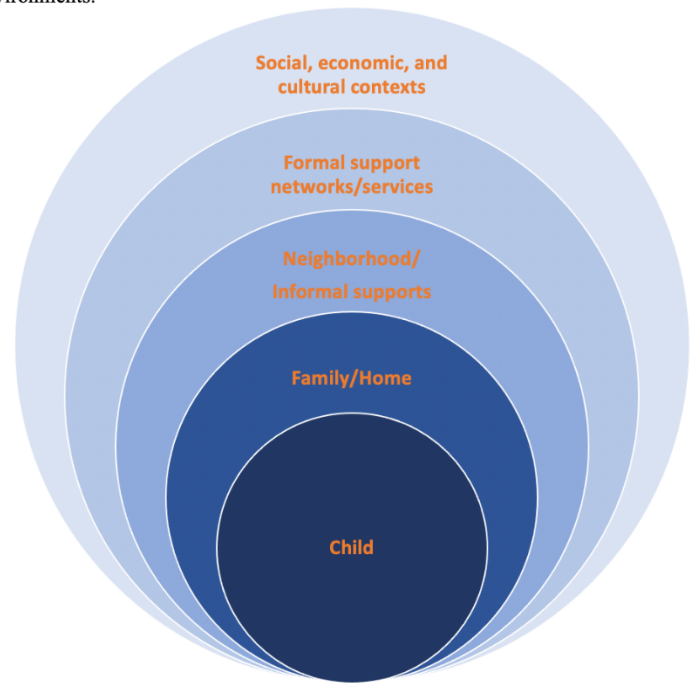 Social, economic, and
cultural contexts
Formal support
networks/services
Neighborhood/
Informal supports
Family/Home
Child